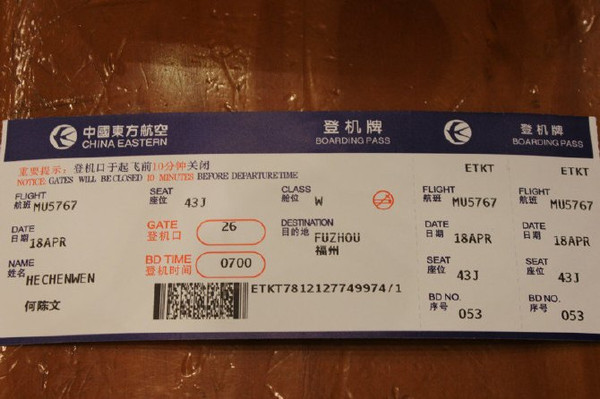 中國東方航空
CHINA EASTERN
登机牌
BOARDING PASS
重要提示：登机口于起飞前10分钟关闭
NOTICE: GATES WILL BE CLOSED 10 MINUTES BEFORE DEPARTURE TIME
FLIGHT
航班 MU5767
SEAT
座位 43J
CLASS
舱位 W
DATE
日期 18APR
GATE
登机口 26
DESTINATION
目的地 FUZHOU
福州
NAME
姓名 HECHENWEN
何陈文
BD TIME
登机时间 0700
ETKT7812127749974/1
ETKT
FLIGHT
航班 MU5767
DATE
日期 18APR
SEAT
座位 43J
BD NO.
序号 053
登机牌
BOARDING PASS
ETKT
FLIGHT
航班 MU5767
DATE
日期 18APR
SEAT
座位 43J
BD NO.
序号 053